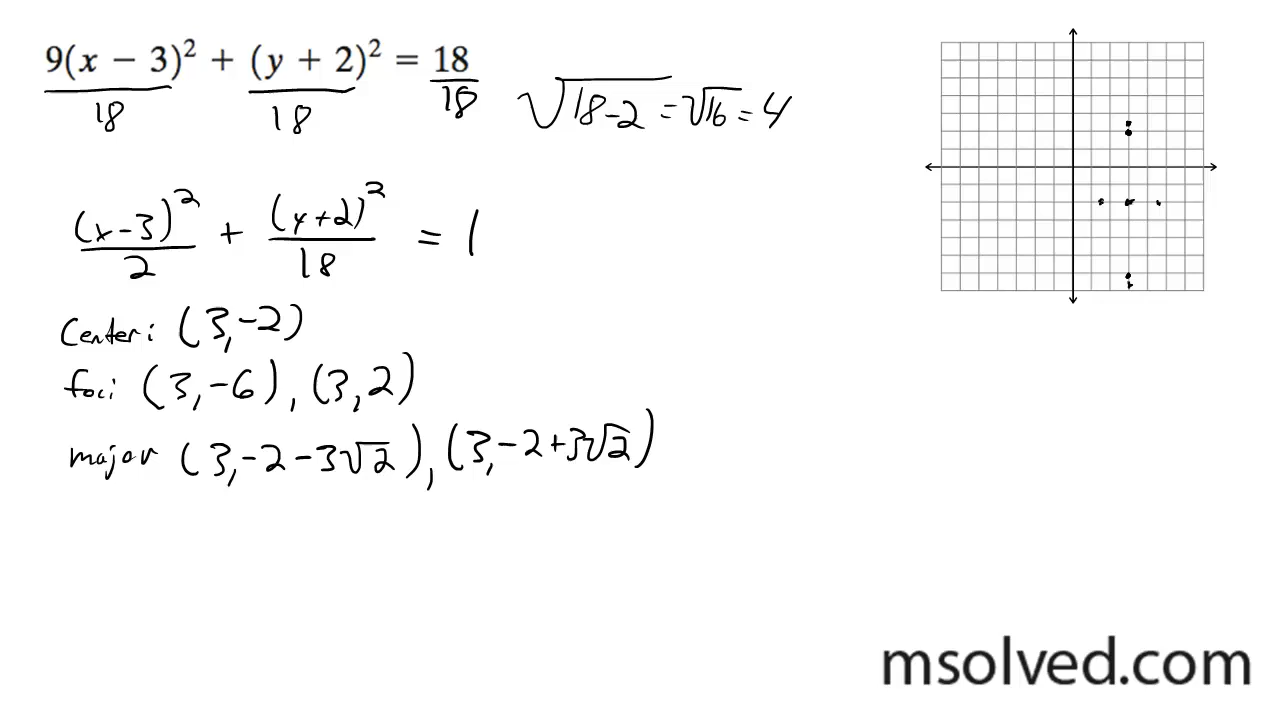 9(x − 3)² + (y + 2)² = 18
18 18 18
√18-2 = √16 = 4
(x-3)²/2 + (y+2)²/18 = 1
Center: (3,-2)
foci (3,-6), (3,2)
major (3,-2-3√2), (3,-2+3√2)
msolved.com